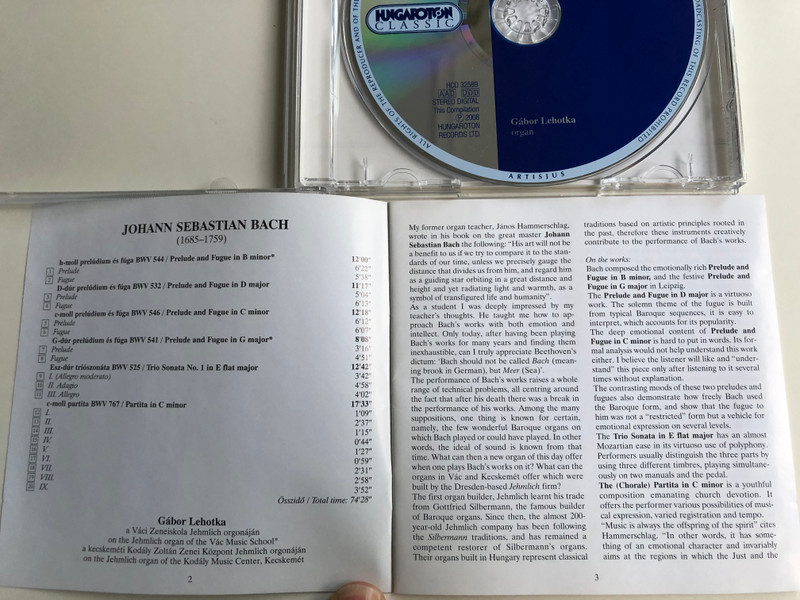 HUNGAROTON
CLASSIC
HCD 32589
AAD DDD
STEREO DIGITAL
This Compilation
Ⓟ 2006
HUNGAROTON
RECORDS LTD
Gábor Lehotka
organ
ALL RIGHTS OF THE REPRODUCER AND OF THE
BROADCASTING OF THIS RECORD PROHIBITED
ARTISJUS
JOHANN SEBASTIAN BACH
(1685–1759)
h-moll prelúdium és fúga BWV 544 / Prelude and Fugue in B minor* 12'00"
1 Prelude 6'22"
2 Fugue 5'38"
D-dúr prelúdium és fúga BWV 532 / Prelude and Fugue in D major 11'17"
3 Prelude 5'04"
4 Fugue 6'13"
c-moll prelúdium és fúga BWV 546 / Prelude and Fugue in C minor 12'18"
5 Prelude 6'12"
6 Fugue 6'07"
G-dúr prelúdium és fúga BWV 541 / Prelude and Fugue in G major* 8'08"
7 Prelude 3'16"
8 Fugue 4'51"
Esz-dúr triószonáta BWV 525 / Trio Sonata No. 1 in E flat major 12'42"
9 I. (Allegro moderato) 3'42"
10 II. Adagio 4'58"
11 III. Allegro 4'02"
c-moll partita BWV 767 / Partita in C minor 17'33"
12 I. 1'09"
13 II. 2'37"
14 III. 1'15"
15 IV. 0'44"
16 V. 1'27"
17 VI. 0'59"
18 VII. 2'31"
19 VIII. 2'58"
20 IX. 3'52"
Összidő / Total time: 74'28"
Gábor Lehotka
a Váci Zeneiskola Jehmlich orgonáján
on the Jehmlich organ of the Vác Music School*
a kecskeméti Kodály Zoltán Zenei Központ Jehmlich orgonáján
on the Jehmlich organ of the Kodály Music Center, Kecskemét
2
My former organ teacher, János Hammerschlag,
wrote in his book on the great master Johann
Sebastian Bach the following: "His art will not be
a benefit to us if we try to compare it to the stan-
dards of our time, unless we precisely gauge the
distance that divides us from him, and regard him
as a guiding star orbiting in a great distance and
height and yet radiating light and warmth, as a
symbol of transfigured life and humanity".
As a student I was deeply impressed by my
teacher's thoughts. He taught me how to ap-
proach Bach's works with both emotion and
intellect. Only today, after having been playing
Bach's works for many years and finding them
inexhaustible, can I truly appreciate Beethoven's
dictum: 'Bach should not be called Bach (mean-
ing brook in German), but Meer (Sea)'.
The performance of Bach's works raises a whole
range of technical problems, all centring around
the fact that after his death there was a break in
the performance of his works. Among the many
suppositions, one thing is known for certain,
namely, the few wonderful Baroque organs on
which Bach played or could have played. In other
words, the ideal of sound is known from that
time. What can then a new organ of this day offer
when one plays Bach's works on it? What can the
organs in Vác and Kecskemét offer which were
built by the Dresden-based Jehmlich firm?
The first organ builder, Jehmlich learnt his trade
from Gottfried Silbermann, the famous builder
of Baroque organs. Since then, the almost 200-
year-old Jehmlich company has been following
the Silbermann traditions, and has remained a
competent restorer of Silbermann's organs.
Their organs built in Hungary represent classical
traditions based on artistic principles rooted in
the past, therefore these instruments creatively
contribute to the performance of Bach's works.
On the works:
Bach composed the emotionally rich Prelude and
Fugue in B minor, and the festive Prelude and
Fugue in G major in Leipzig.
The Prelude and Fugue in D major is a virtuoso
work. The solemn theme of the fugue is built
from typical Baroque sequences, it is easy to
interpret, which accounts for its popularity.
The deep emotional content of Prelude and
Fugue in C minor is hard to put in words. Its for-
mal analysis would not help understand this work
either. I believe the listener will like and "under-
stand" this piece only after listening to it several
times without explanation.
The contrasting moods of these two preludes and
fugues also demonstrate how freely Bach used
the Baroque form, and show that the fugue to
him was not a "restricted" form but a vehicle for
emotional expression on several levels.
The Trio Sonata in E flat major has an almost
Mozartian ease in its virtuoso use of polyphony.
Performers usually distinguish the three parts by
using three different timbres, playing simultane-
ously on two manuals and the pedal.
The (Chorale) Partita in C minor is a youthful
composition emanating church devotion. It
offers the performer various possibilities of musi-
cal expression, varied registration and tempo.
"Music is always the offspring of the spirit" cites
Hammerschlag. "In other words, it has some-
thing of an emotional character and invariably
aims at the regions in which the Just and the
3